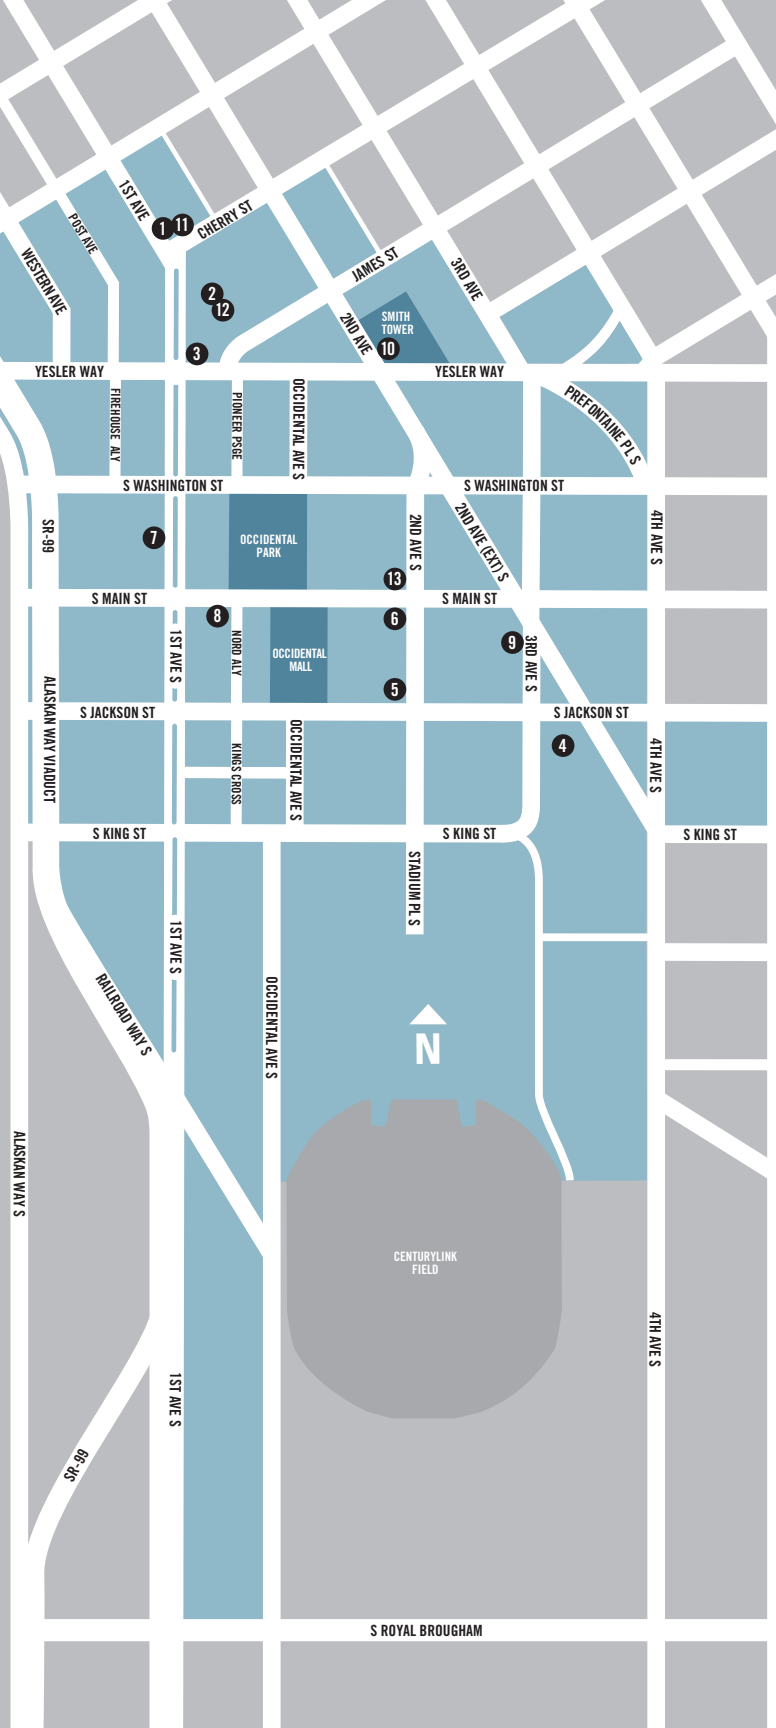 1ST AVE
1
11
CHERRY ST
POST AVE
WESTERN AVE
JAMES ST
3RD AVE
2
12
2ND AVE
SMITH
TOWER
10
3
YESLER WAY
YESLER WAY
FIREHOUSE ALY
PIONEER PSGE
OCCIDENTAL AVE S
PREFONTAINE PL S
S WASHINGTON ST
S WASHINGTON ST
SR-99
7
OCCIDENTAL
PARK
2ND AVE S
2ND AVE (EXT) S
4TH AVE S
13
S MAIN ST
S MAIN ST
8
6
1ST AVE S
NORD ALY
OCCIDENTAL
MALL
9
3RD AVE S
5
ALASKAN WAY VIADUCT
S JACKSON ST
S JACKSON ST
KINGS CROSS
OCCIDENTAL AVE S
4
4TH AVE S
S KING ST
S KING ST
S KING ST
STADIUM PL S
1ST AVE S
RAILROAD WAY S
OCCIDENTAL AVE S
N
ALASKAN WAY S
CENTURYLINK
FIELD
4TH AVE S
1ST AVE S
SR-99
S ROYAL BROUGHAM